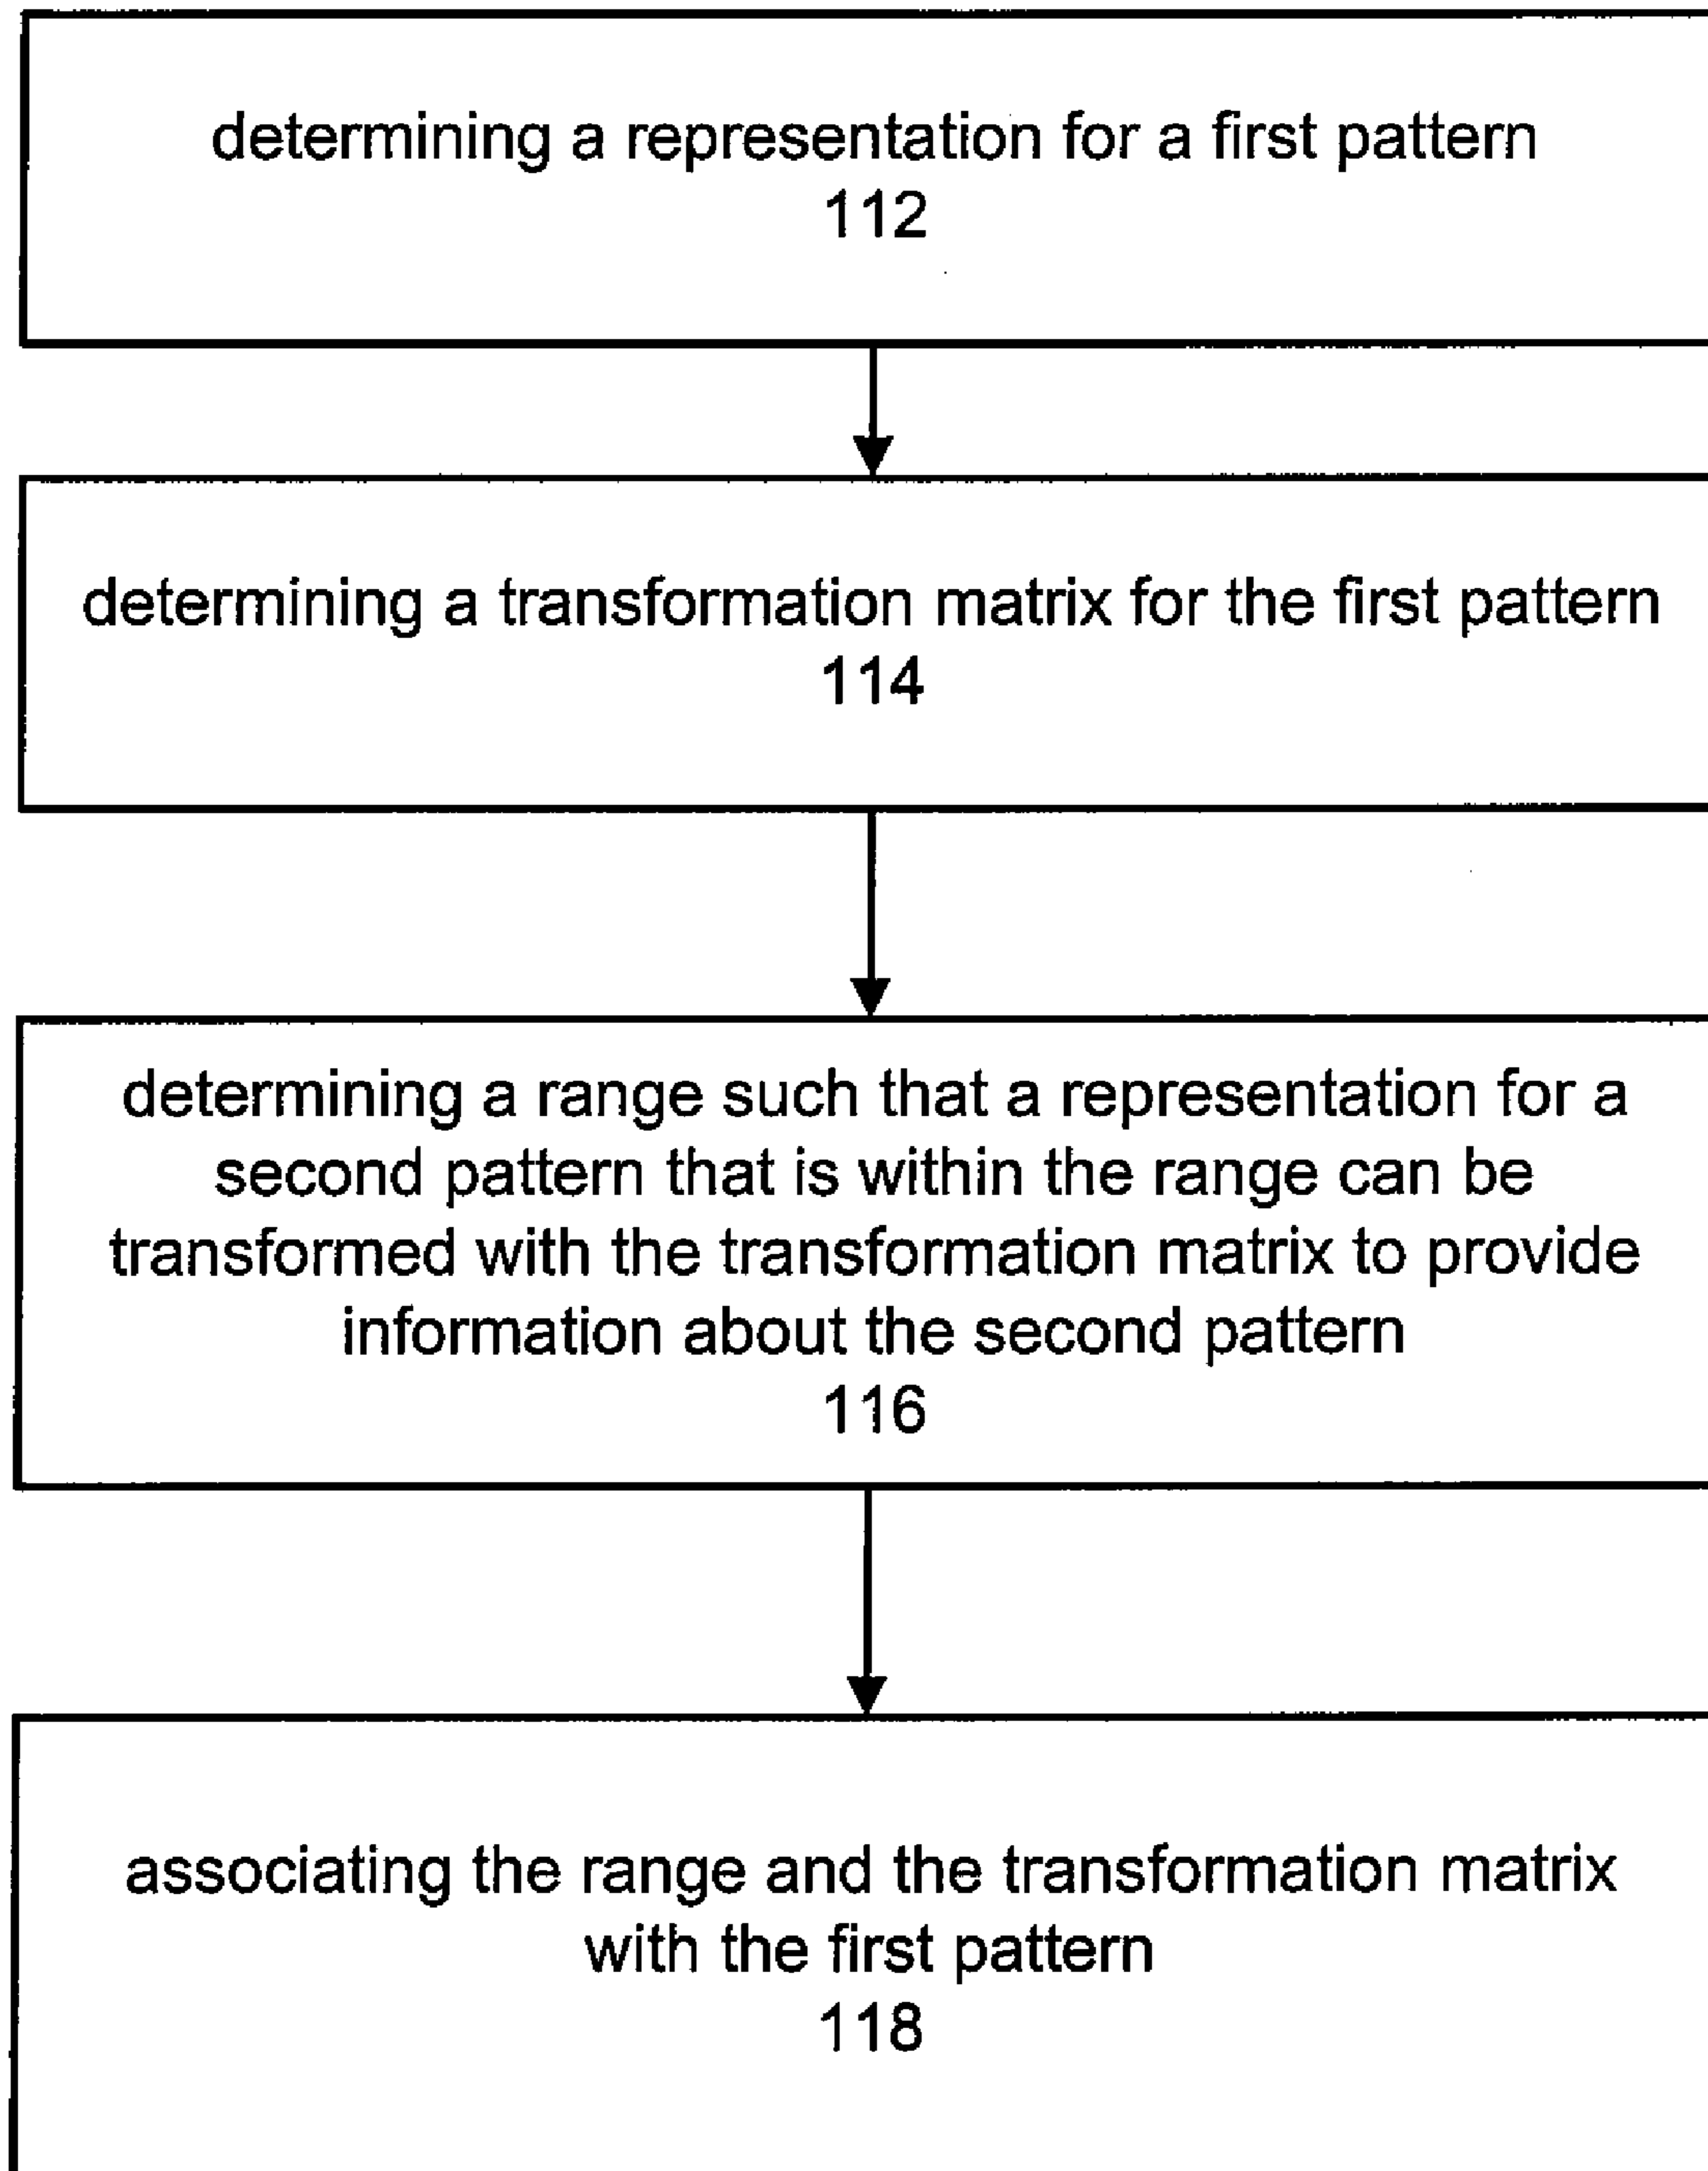 determining a representation for a first pattern
112
determining a transformation matrix for the first pattern
114
determining a range such that a representation for a
second pattern that is within the range can be
transformed with the transformation matrix to provide
information about the second pattern
116
associating the range and the transformation matrix
with the first pattern
118